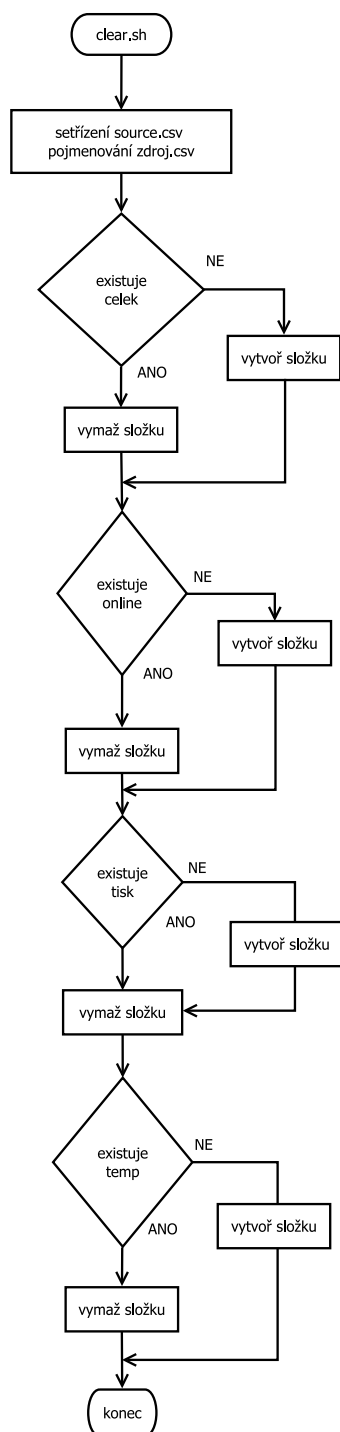 clear.sh
setřízení source.csv
pojmenování zdroj.csv
existuje
celek
NE
vytvoř složku
ANO
vymaž složku
existuje
online
NE
vytvoř složku
ANO
vymaž složku
existuje
tisk
NE
ANO
vytvoř složku
vymaž složku
existuje
temp
NE
vytvoř složku
ANO
vymaž složku
konec